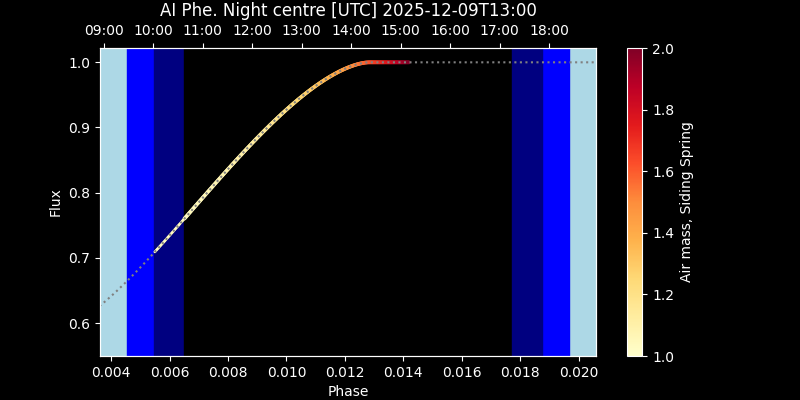 AI Phe. Night centre [UTC] 2025-12-09T13:00
09:00 10:00 11:00 12:00 13:00 14:00 15:00 16:00 17:00 18:00
1.0
0.9
0.8
0.7
0.6
Flux
0.004 0.006 0.008 0.010 0.012 0.014 0.016 0.018 0.020
Phase
2.0
1.8
1.6
1.4
1.2
1.0
Air mass, Siding Spring